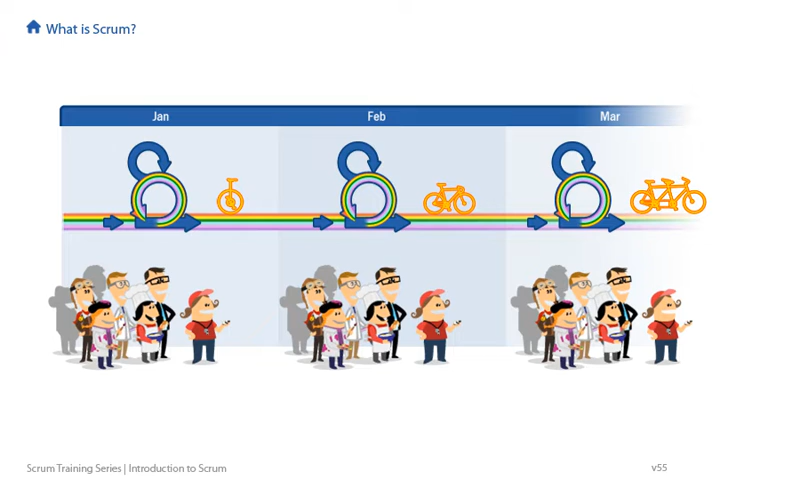 What is Scrum?
Jan Feb Mar
Scrum Training Series | Introduction to Scrum v55